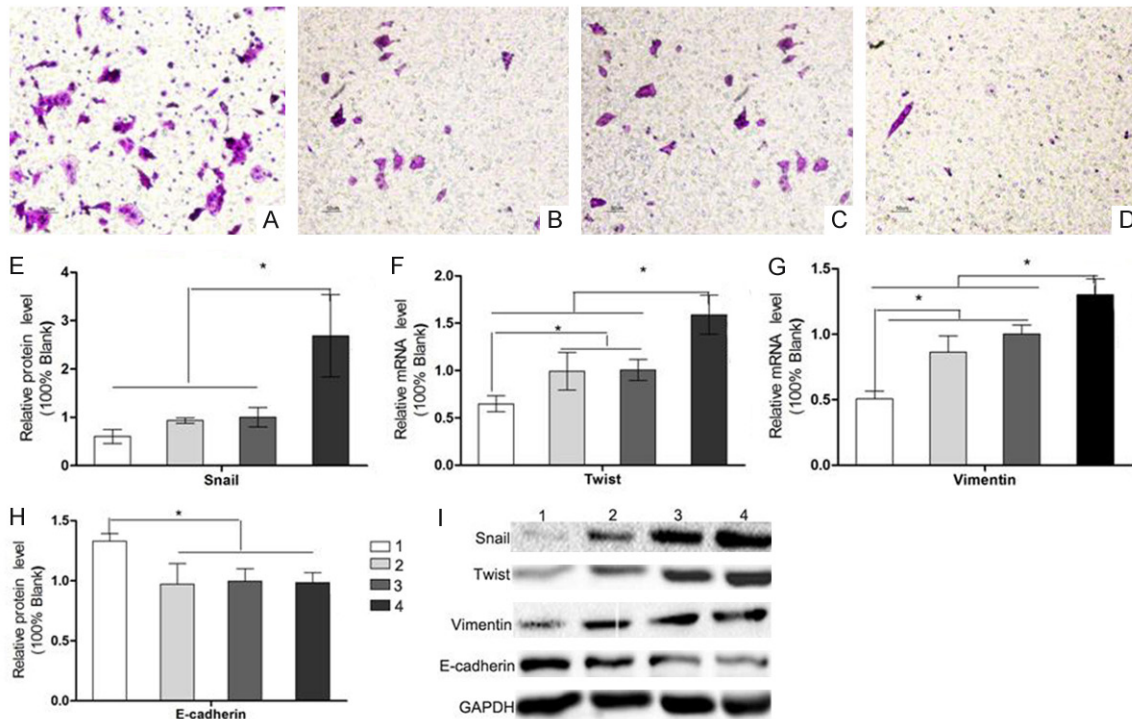 A
B
C
D
E
Relative protein level
(100% Blank)
4
3
2
1
0
*
Snail
F
Relative mRNA level
(100% Blank)
2.0
1.5
1.0
0.5
0.0
*
*
Twist
G
Relative mRNA level
(100% Blank)
1.5
1.0
0.5
0.0
*
*
Vimentin
H
Relative protein level
(100% Blank)
1.5
1.0
0.5
0.0
*
E-cadherin
1
2
3
4
I
1 2 3 4
Snail
Twist
Vimentin
E-cadherin
GAPDH